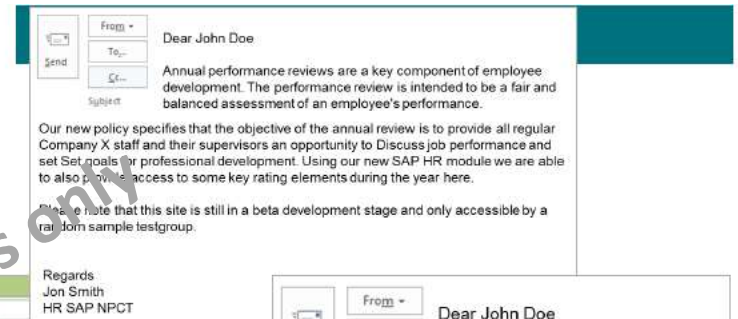 From
To...
Send
Cc...
Subject
Dear John Doe
Annual performance reviews are a key component of employee
development. The performance review is intended to be a fair and
balanced assessment of an employee's performance.
Our new policy specifies that the objective of the annual review is to provide all regular
Company X staff and their supervisors an opportunity to Discuss job performance and
set Set goals for professional development. Using our new SAP HR module we are able
to also provide access to some key rating elements during the year here.
Please note that this site is still in a beta development stage and only accessible by a
random sample testgroup.
Regards
Jon Smith
HR SAP NPCT
s only
From
Dear John Doe